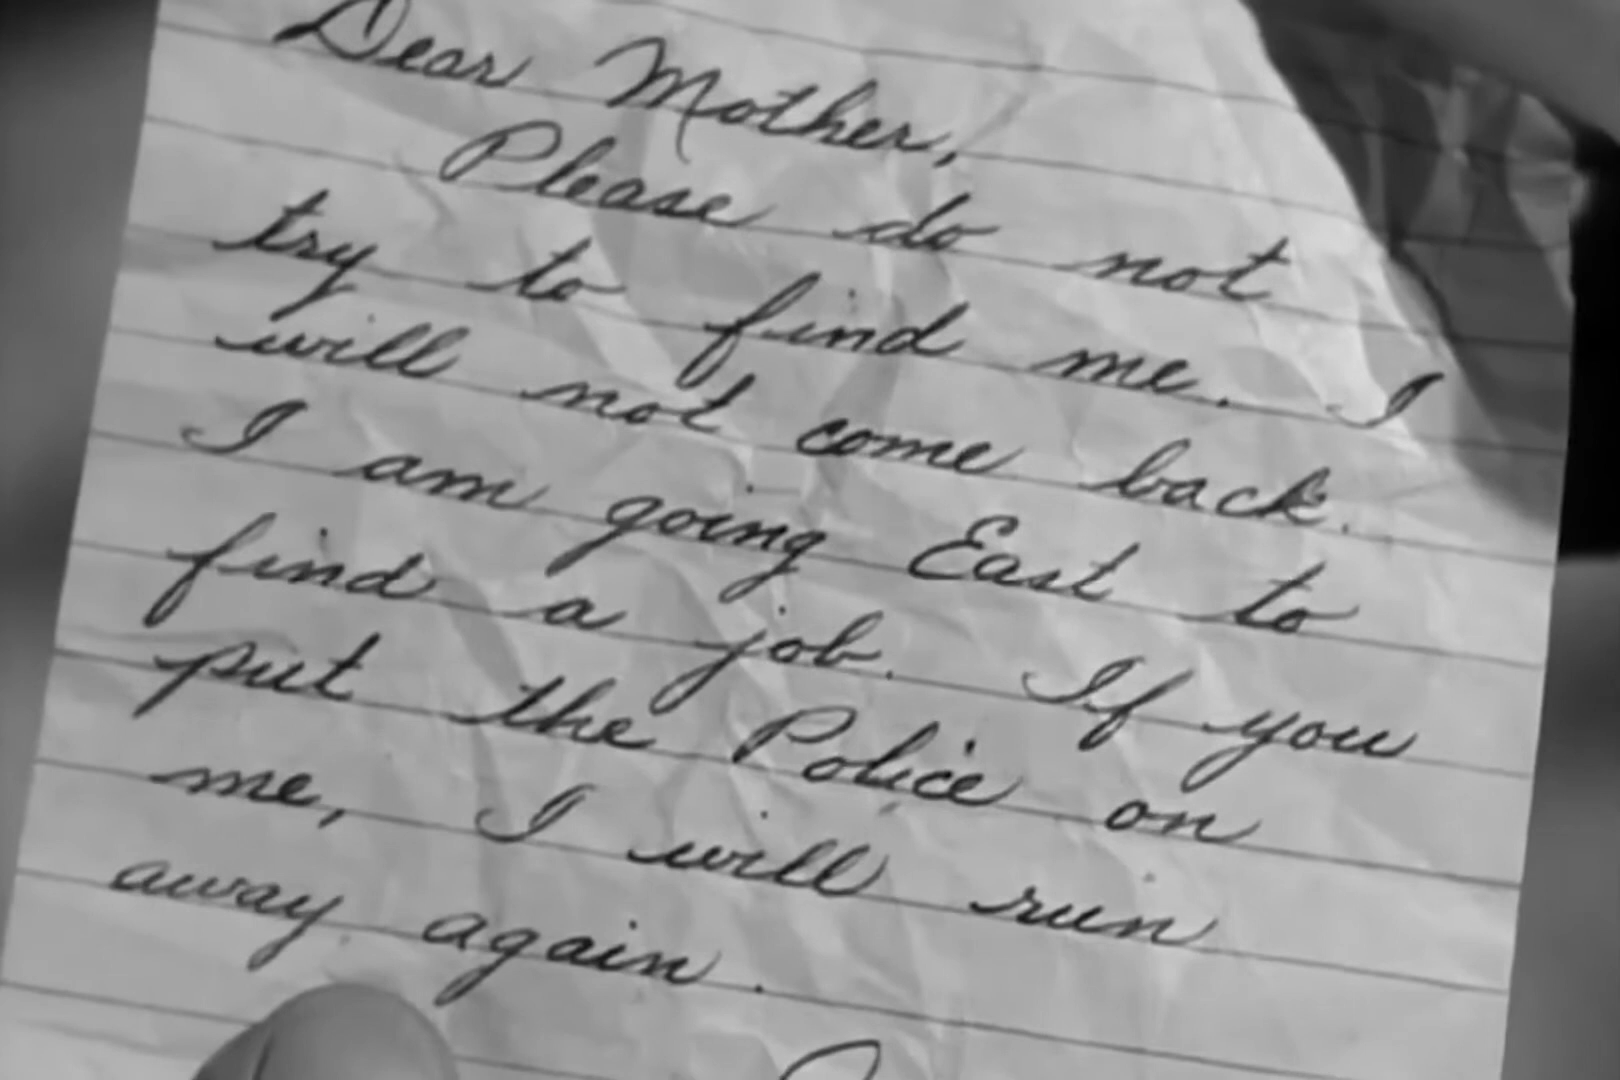 Dear Mother,
Please do not
try to find me. I
will not come back.
I am going East to
find a job. If you
put the Police on
me, I will run
away again.